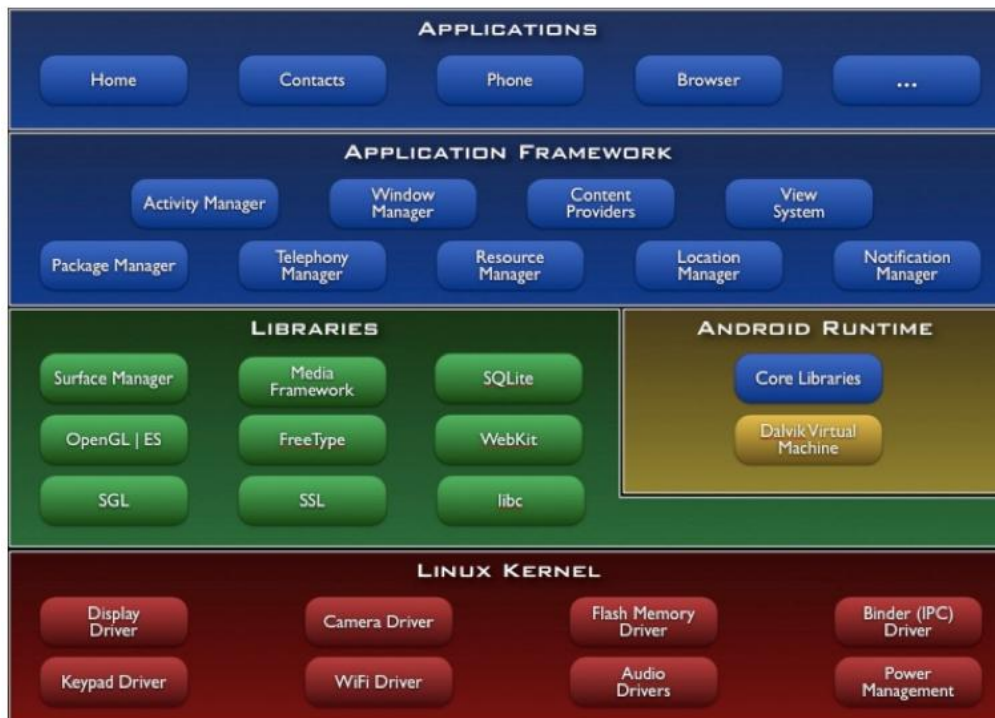 APPLICATIONS
Home Contacts Phone Browser ...
APPLICATION FRAMEWORK
Activity Manager
Window
Manager
Content
Providers
View
System
Package Manager
Telephony
Manager
Resource
Manager
Location
Manager
Notification
Manager
LIBRARIES
Surface Manager
Media
Framework
SQLite
OpenGL | ES
FreeType
WebKit
SGL
SSL
libc
ANDROID RUNTIME
Core Libraries
Dalvik Virtual
Machine
LINUX KERNEL
Display
Driver
Camera Driver
Flash Memory
Driver
Binder (IPC)
Driver
Keypad Driver
WiFi Driver
Audio
Drivers
Power
Management